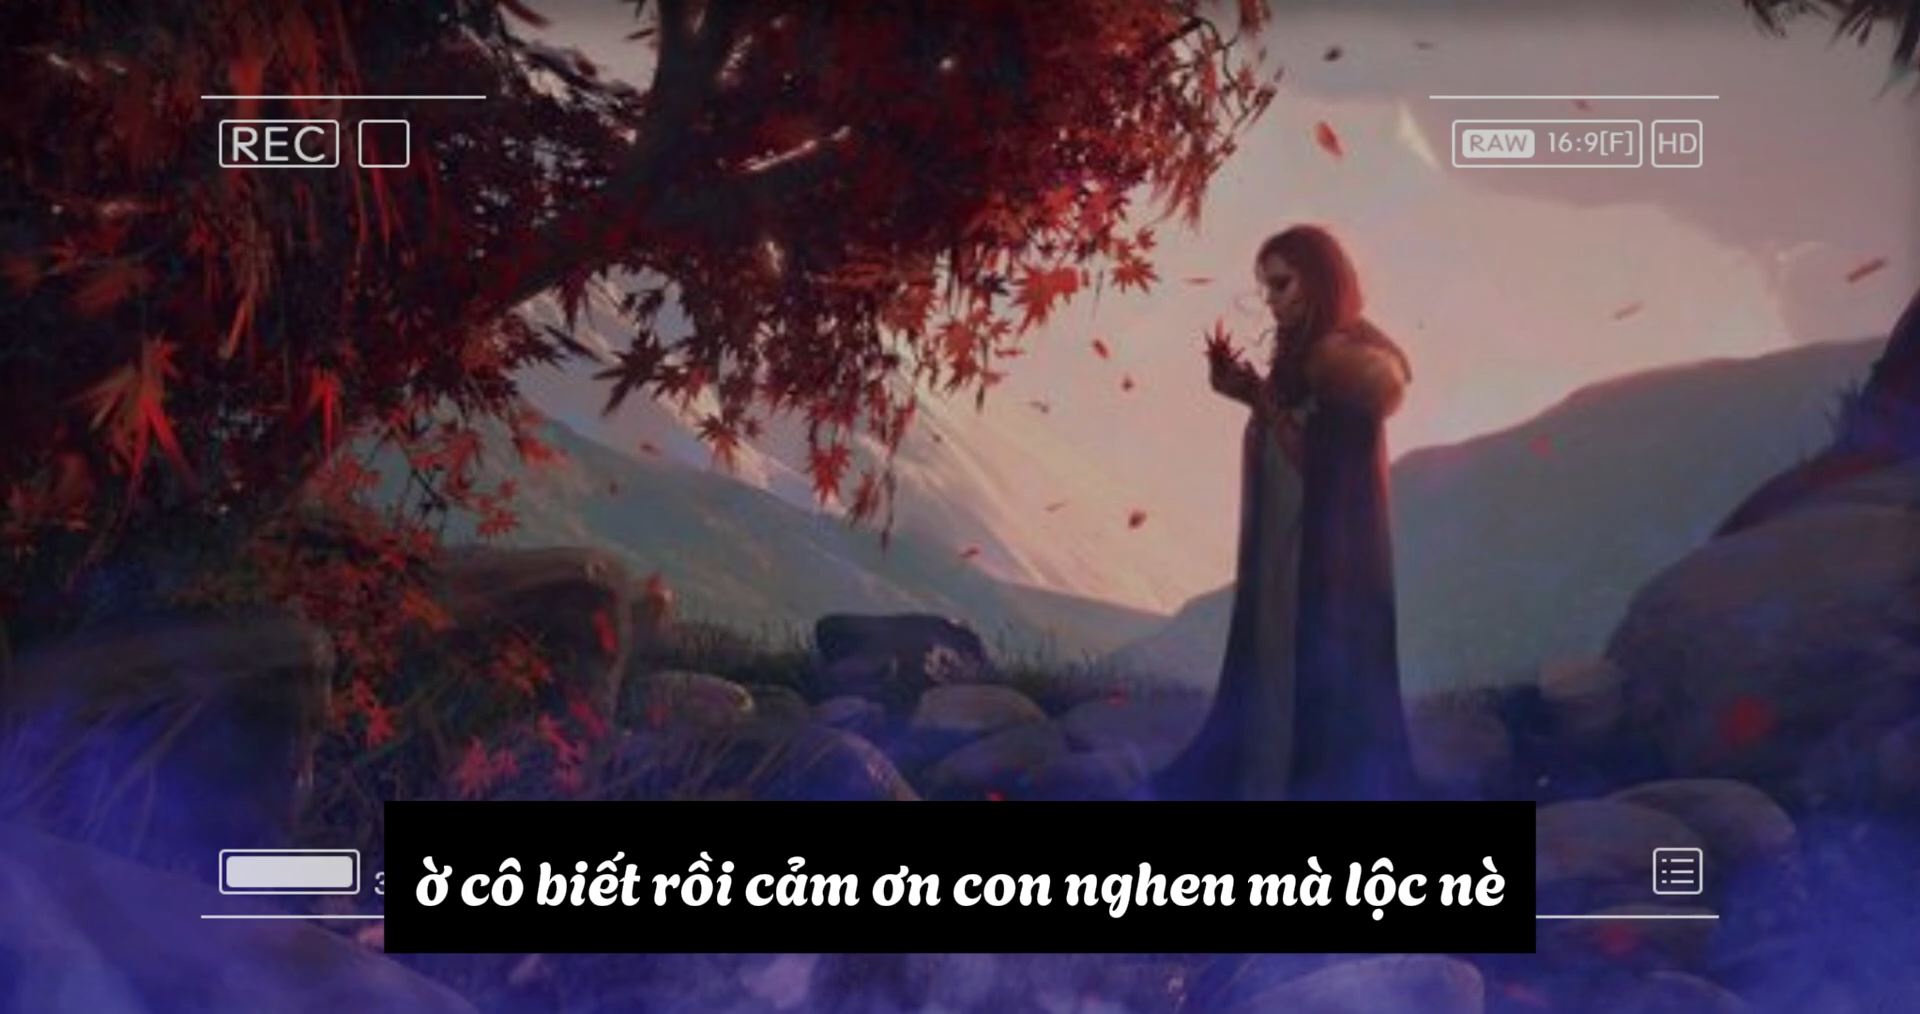 REC
RAW 16:9[F] HD
ờ cô biết rồi cảm ơn con nghen mà lộc nè